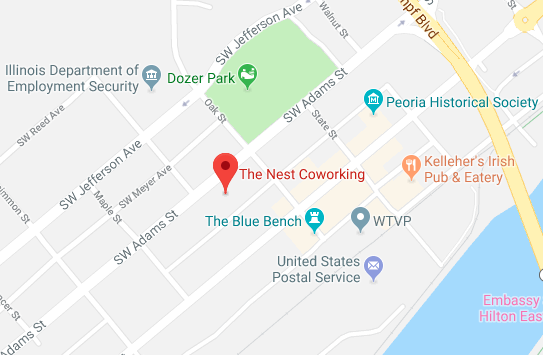 SW Jefferson Ave
Walnut St
mpf Blvd
Illinois Department of
Employment Security
Dozer Park
SW Adams St
Peoria Historical Society
SW Reed Ave
Oak St
State St
Kelleher's Irish
Pub & Eatery
The Nest Coworking
SW Meyer Ave
SW Jefferson Ave
Maple St
The Blue Bench
WTVP
SW Adams St
United States
Postal Service
Embassy
Hilton East
Adams St